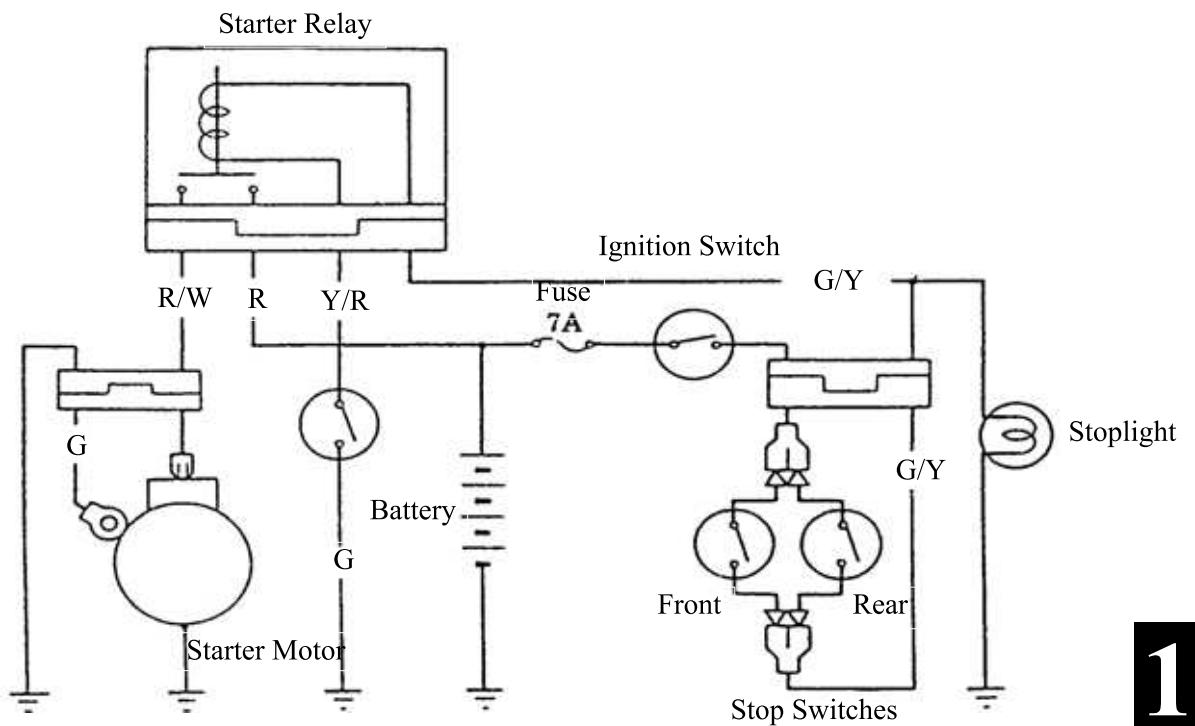 Starter Relay
Ignition Switch
G/Y
R/W
R
Y/R
Fuse
7A
G
Stoplight
G/Y
Battery
G
Front
Rear
Starter Motor
Stop Switches
1